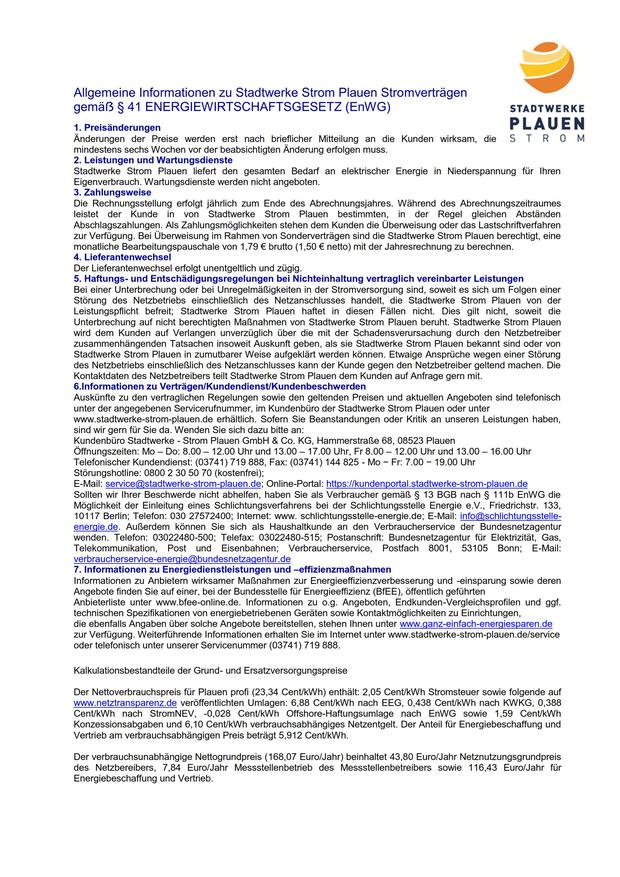 Allgemeine Informationen zu Stadtwerke Strom Plauen Stromverträgen
gemäß § 41 ENERGIEWIRTSCHAFTSGESETZ (EnWG)
STADTWERKE
PLAUEN
STROM
1. Preisänderungen
Änderungen der Preise werden erst nach brieflicher Mitteilung an die Kunden wirksam, die
mindestens sechs Wochen vor der beabsichtigten Änderung erfolgen muss.
2. Leistungen und Wartungsdienste
Stadtwerke Strom Plauen liefert den gesamten Bedarf an elektrischer Energie in Niederspannung für Ihren
Eigenverbrauch. Wartungsdienste werden nicht angeboten.
3. Zahlungsweise
Die Rechnungsstellung erfolgt jährlich zum Ende des Abrechnungsjahres. Während des Abrechnungszeitraumes
leistet der Kunde in von Stadtwerke Strom Plauen bestimmten, in der Regel gleichen Abständen
Abschlagszahlungen. Als Zahlungsmöglichkeiten stehen dem Kunden die Überweisung oder das Lastschriftverfahren
zur Verfügung. Bei Überweisung im Rahmen von Sonderverträgen sind die Stadtwerke Strom Plauen berechtigt, eine
monatliche Bearbeitungspauschale von 1,79 € brutto (1,50 € netto) mit der Jahresrechnung zu berechnen.
4. Lieferantenwechsel
Der Lieferantenwechsel erfolgt unentgeltlich und zügig.
5. Haftungs- und Entschädigungsregelungen bei Nichteinhaltung vertraglich vereinbarter Leistungen
Bei einer Unterbrechung oder bei Unregelmäßigkeiten in der Stromversorgung sind, soweit es sich um Folgen einer
Störung des Netzbetriebs einschließlich des Netzanschlusses handelt, die Stadtwerke Strom Plauen von der
Leistungspflicht befreit; Stadtwerke Strom Plauen haftet in diesen Fällen nicht. Dies gilt nicht, soweit die
Unterbrechung auf nicht berechtigten Maßnahmen von Stadtwerke Strom Plauen beruht. Stadtwerke Strom Plauen
wird dem Kunden auf Verlangen unverzüglich über die mit der Schadensverursachung durch den Netzbetreiber
zusammenhängenden Tatsachen insoweit Auskunft geben, als sie Stadtwerke Strom Plauen bekannt sind oder von
Stadtwerke Strom Plauen in zumutbarer Weise aufgeklärt werden können. Etwaige Ansprüche wegen einer Störung
des Netzbetriebs einschließlich des Netzanschlusses kann der Kunde gegen den Netzbetreiber geltend machen. Die
Kontaktdaten des Netzbetreibers teilt Stadtwerke Strom Plauen dem Kunden auf Anfrage gern mit.
6.Informationen zu Verträgen/Kundendienst/Kundenbeschwerden
Auskünfte zu den vertraglichen Regelungen sowie den geltenden Preisen und aktuellen Angeboten sind telefonisch
unter der angegebenen Servicerufnummer, im Kundenbüro der Stadtwerke Strom Plauen oder unter
www.stadtwerke-strom-plauen.de erhältlich. Sofern Sie Beanstandungen oder Kritik an unseren Leistungen haben,
sind wir gern für Sie da. Wenden Sie sich dazu bitte an:
Kundenbüro Stadtwerke - Strom Plauen GmbH & Co. KG, Hammerstraße 68, 08523 Plauen
Öffnungszeiten: Mo – Do: 8.00 – 12.00 Uhr und 13.00 – 17.00 Uhr, Fr 8.00 – 12.00 Uhr und 13.00 – 16.00 Uhr
Telefonischer Kundendienst: (03741) 719 888, Fax: (03741) 144 825 - Mo − Fr: 7.00 − 19.00 Uhr
Störungshotline: 0800 2 30 50 70 (kostenfrei);
E-Mail: service@stadtwerke-strom-plauen.de; Online-Portal: https://kundenportal.stadtwerke-strom-plauen.de
Sollten wir Ihrer Beschwerde nicht abhelfen, haben Sie als Verbraucher gemäß § 13 BGB nach § 111b EnWG die
Möglichkeit der Einleitung eines Schlichtungsverfahrens bei der Schlichtungsstelle Energie e.V., Friedrichstr. 133,
10117 Berlin; Telefon: 030 27572400; Internet: www. schlichtungsstelle-energie.de; E-Mail: info@schlichtungsstelle-
energie.de. Außerdem können Sie sich als Haushaltkunde an den Verbraucherservice der Bundesnetzagentur
wenden. Telefon: 03022480-500; Telefax: 03022480-515; Postanschrift: Bundesnetzagentur für Elektrizität, Gas,
Telekommunikation, Post und Eisenbahnen; Verbraucherservice, Postfach 8001, 53105 Bonn; E-Mail:
verbraucherservice-energie@bundesnetzagentur.de
7. Informationen zu Energiedienstleistungen und –effizienzmaßnahmen
Informationen zu Anbietern wirksamer Maßnahmen zur Energieeffizienzverbesserung und -einsparung sowie deren
Angebote finden Sie auf einer, bei der Bundesstelle für Energieeffizienz (BfEE), öffentlich geführten
Anbieterliste unter www.bfee-online.de. Informationen zu o.g. Angeboten, Endkunden-Vergleichsprofilen und ggf.
technischen Spezifikationen von energiebetriebenen Geräten sowie Kontaktmöglichkeiten zu Einrichtungen,
die ebenfalls Angaben über solche Angebote bereitstellen, stehen Ihnen unter www.ganz-einfach-energiesparen.de
zur Verfügung. Weiterführende Informationen erhalten Sie im Internet unter www.stadtwerke-strom-plauen.de/service
oder telefonisch unter unserer Servicenummer (03741) 719 888.
Kalkulationsbestandteile der Grund- und Ersatzversorgungspreise
Der Nettoverbrauchspreis für Plauen profi (23,34 Cent/kWh) enthält: 2,05 Cent/kWh Stromsteuer sowie folgende auf
www.netztransparenz.de veröffentlichten Umlagen: 6,88 Cent/kWh nach EEG, 0,438 Cent/kWh nach KWKG, 0,388
Cent/kWh nach StromNEV, -0,028 Cent/kWh Offshore-Haftungsumlage nach EnWG sowie 1,59 Cent/kWh
Konzessionsabgaben und 6,10 Cent/kWh verbrauchsabhängiges Netzentgelt. Der Anteil für Energiebeschaffung und
Vertrieb am verbrauchsabhängigen Preis beträgt 5,912 Cent/kWh.
Der verbrauchsunabhängige Nettogrundpreis (168,07 Euro/Jahr) beinhaltet 43,80 Euro/Jahr Netznutzungsgrundpreis
des Netzbereibers, 7,84 Euro/Jahr Messstellenbetrieb des Messstellenbetreibers sowie 116,43 Euro/Jahr für
Energiebeschaffung und Vertrieb.